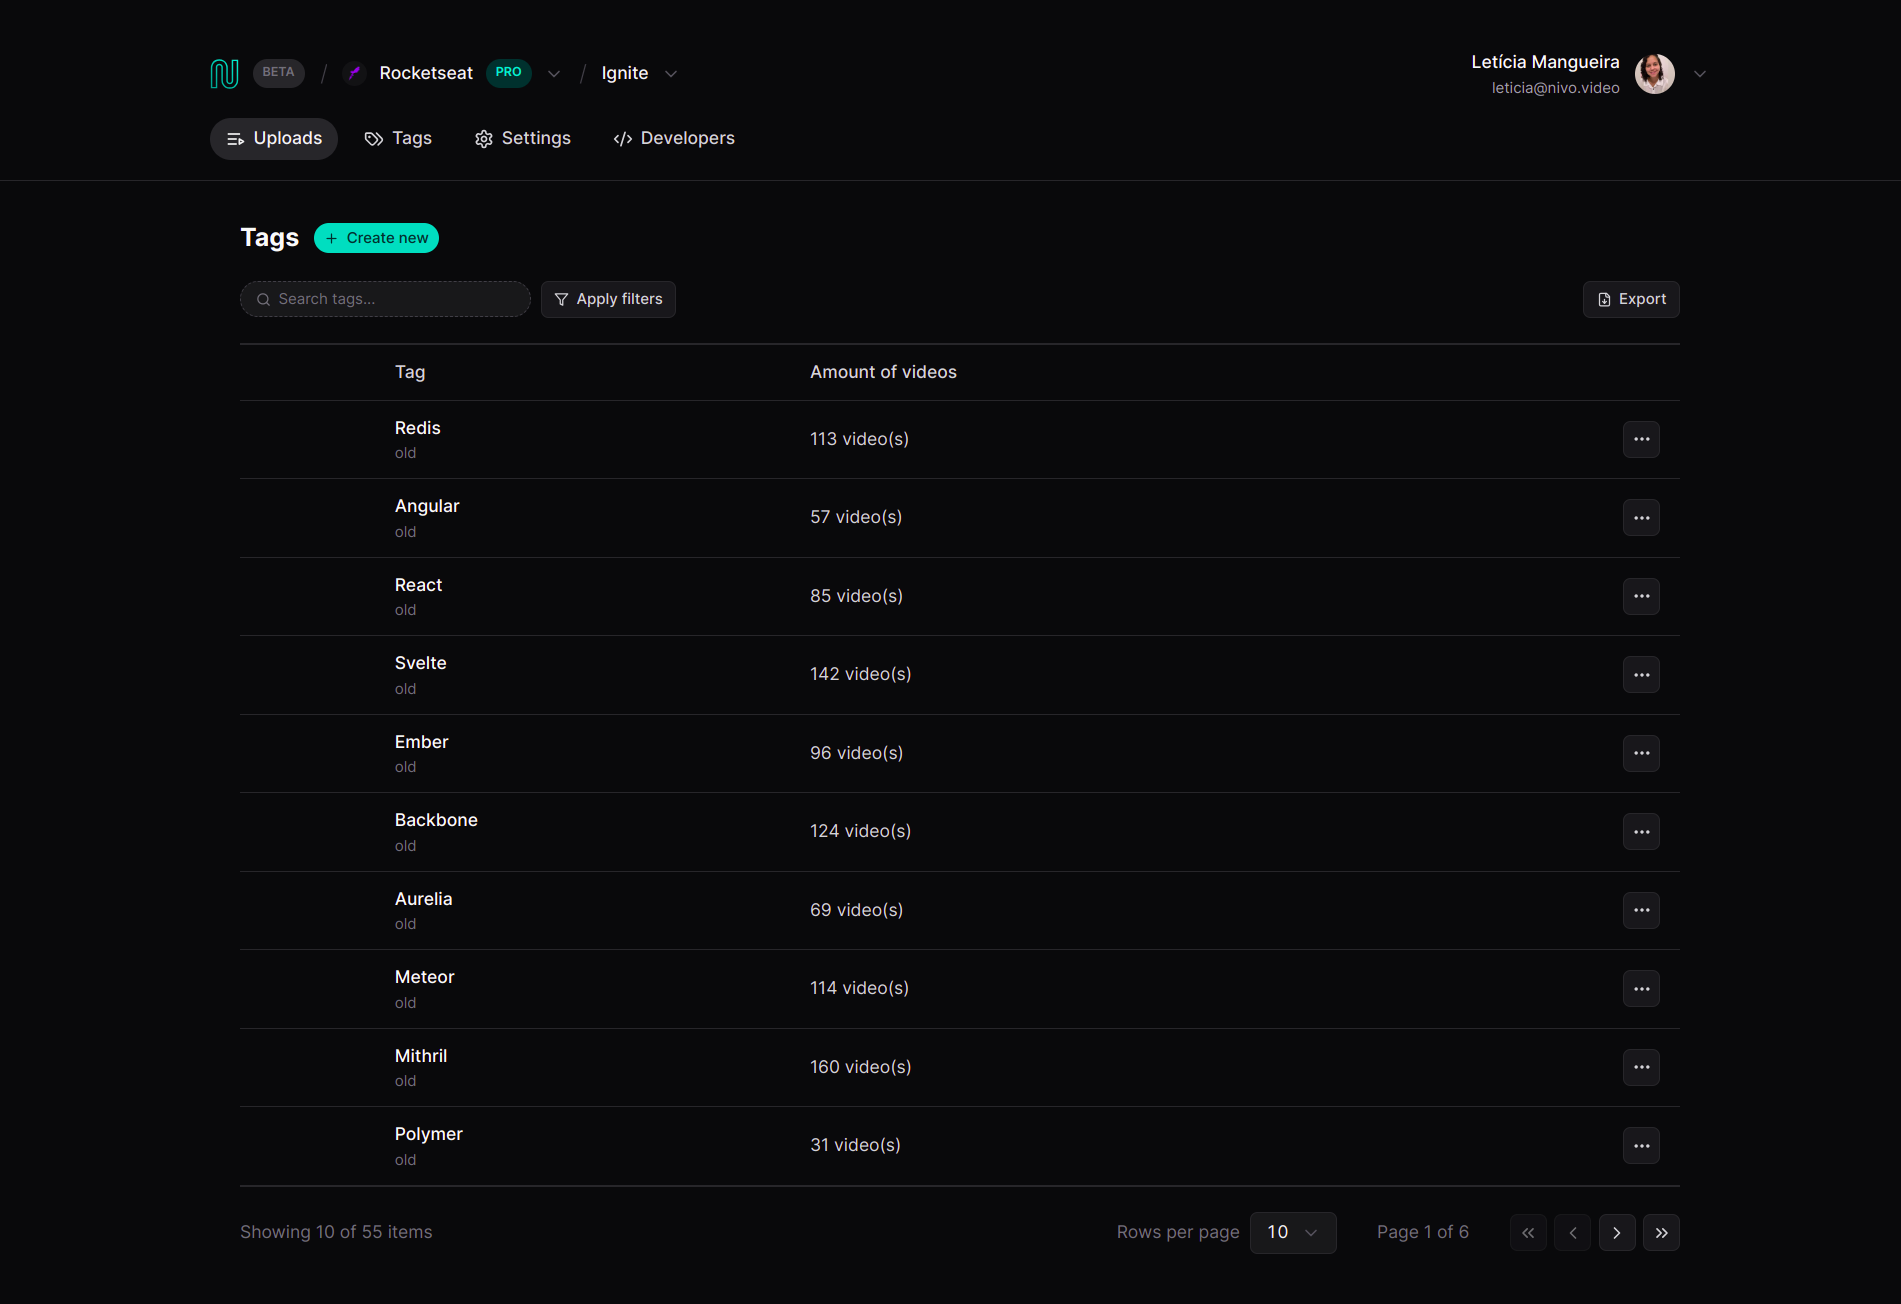 BETA / Rocketseat PRO / Ignite
Letícia Mangueira
leticia@nivo.video
Uploads Tags Settings Developers
Tags + Create new
Search tags... Apply filters Export
Tag Amount of videos
Redis
old
113 video(s)
Angular
old
57 video(s)
React
old
85 video(s)
Svelte
old
142 video(s)
Ember
old
96 video(s)
Backbone
old
124 video(s)
Aurelia
old
69 video(s)
Meteor
old
114 video(s)
Mithril
old
160 video(s)
Polymer
old
31 video(s)
Showing 10 of 55 items Rows per page 10 Page 1 of 6